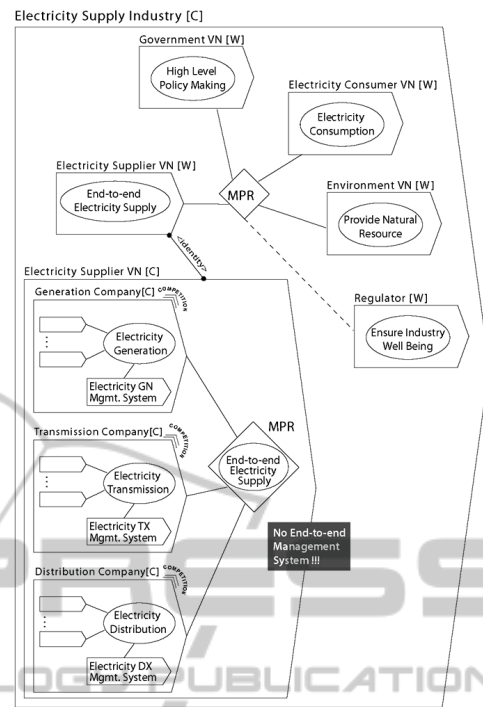 Electricity Supply Industry [C]
Government VN [W]
High Level
Policy Making
Electricity Consumer VN [W]
Electricity
Consumption
Electricity Supplier VN [W]
End-to-end
Electricity Supply
MPR
Environment VN [W]
Provide Natural
Resource
<identity>
Electricity Supplier VN [C]
Regulator [W]
Ensure Industry
Well Being
Generation Company[C]
COMPETITION
Electricity
Generation
Electricity GN
Mgmt. System
Transmission Company[C]
COMPETITION
Electricity
Transmission
Electricity TX
Mgmt. System
MPR
End-to-end
Electricity
Supply
No End-to-end
Management
System !!!
Distribution Company[C]
COMPETITION
Electricity
Distribution
Electricity DX
Mgmt. System
PRESS
LOGY PUBLICATION